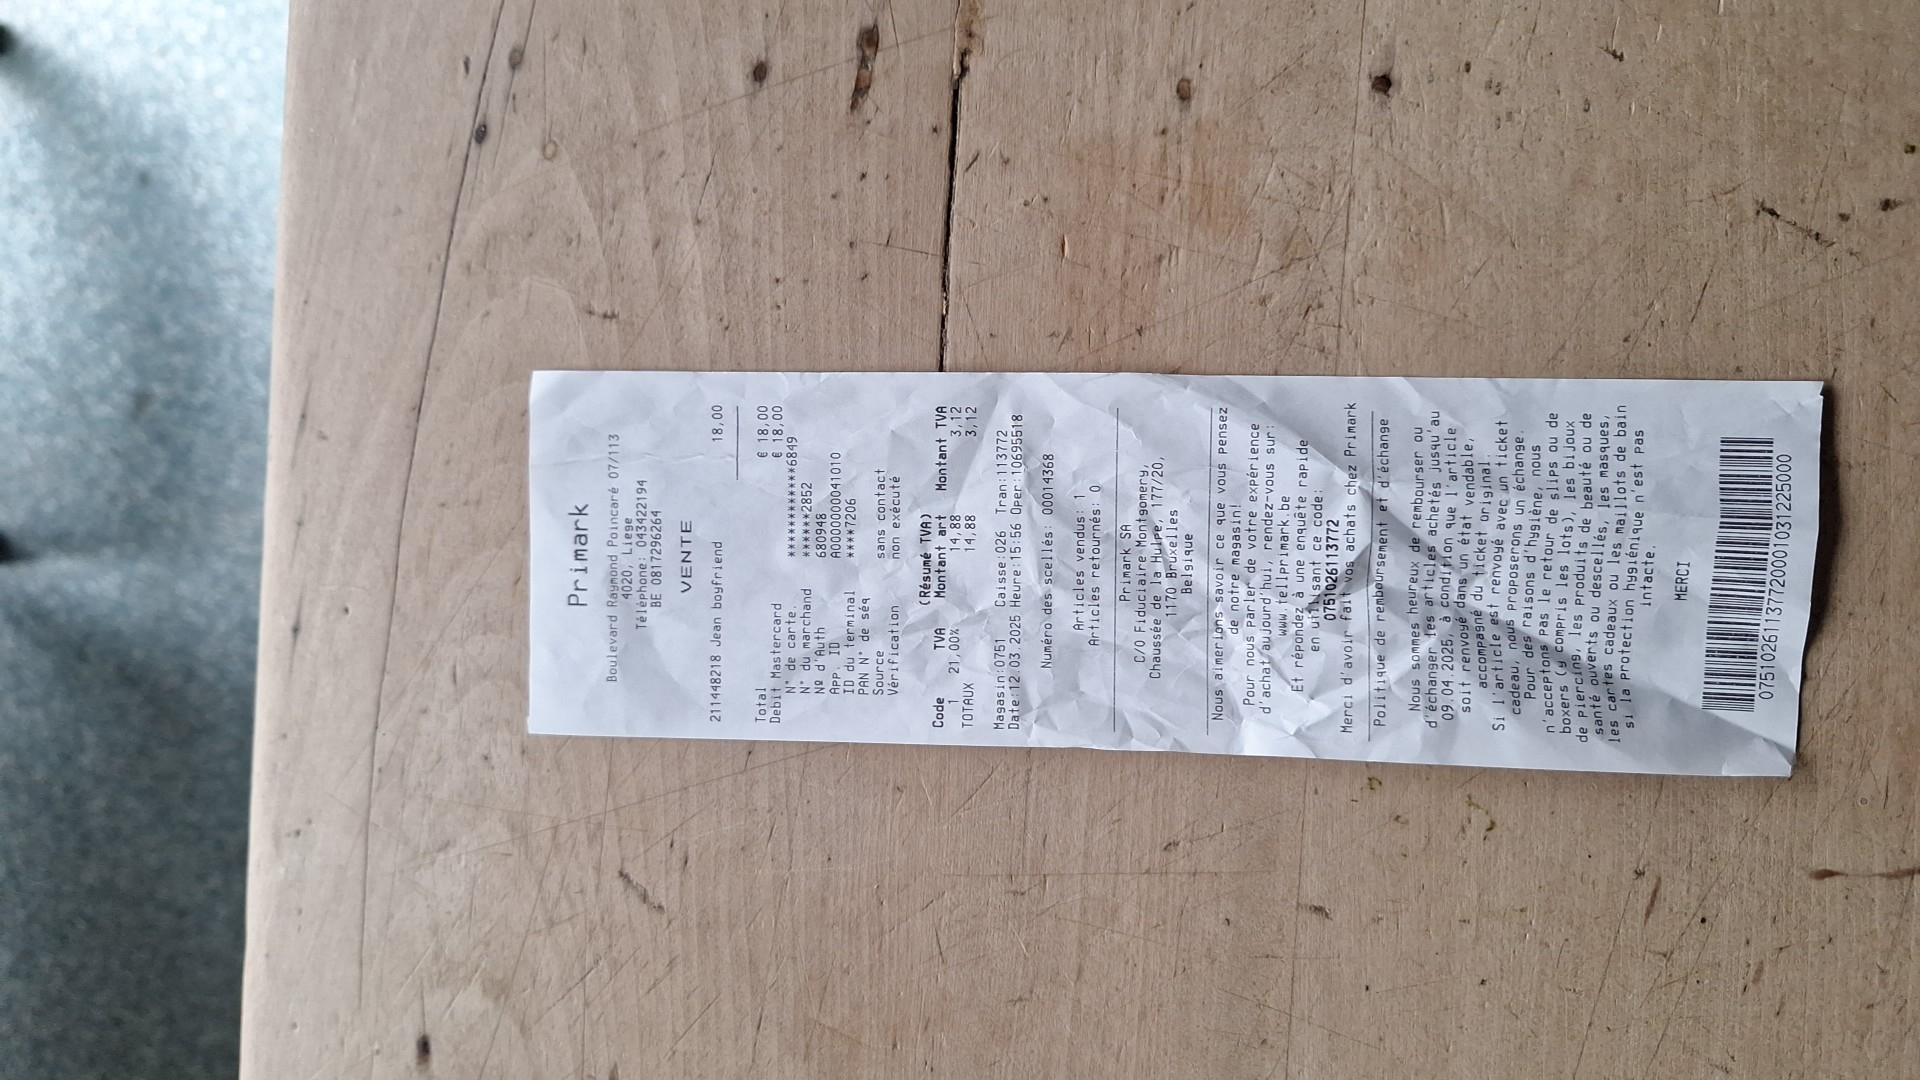 Primark
Boulevard Raymond Poincaré 07/113
4020, Liege
Téléphone: 043422194
BE 0817296264
VENTE
211448218 Jean boyfriend 18,00
Total € 18,00
Debit Mastercard € 18,00
N° de carte. ************6849
N° du marchand ******2852
Nº d'Auth 680948
APP. ID A0000000041010
ID du terminal ****7206
PAN N° de séq
Source sans contact
Vérification non exécuté
(Résumé TVA)
Code TVA Montant art Montant TVA
1 21,00% 14,88 3,12
TOTAUX 14,88 3,12
Magasin:0751 Caisse:026 Tran:113772
Date:12.03.2025 Heure:15:56 Oper:10695518
Numéro des scellés: 00014368
Articles vendus: 1
Articles retournés: 0
Primark SA
C/O Fiduciaire Montgomery,
Chaussée de la Hulpe, 177/20,
1170 Bruxelles
Belgique
Nous aimerions savoir ce que vous pensez
de notre magasin!
Pour nous parler de votre expérience
d'achat aujourd'hui, rendez-vous sur:
www.tellprimark.be
Et répondez à une enquête rapide
en utilisant ce code:
0751026113772
Merci d'avoir fait vos achats chez Primark
Politique de remboursement et d'échange
Nous sommes heureux de rembourser ou
d'échanger les articles achetés jusqu'au
09.04.2025, à condition que l'article
soit renvoyé dans un état vendable,
accompagné du ticket original.
Si l'article est renvoyé avec un ticket
cadeau, nous proposerons un échange.
Pour des raisons d'hygiène, nous
n'acceptons pas le retour de slips ou de
boxers (y compris les lots), les bijoux
de piercing, les produits de beauté ou de
santé ouverts ou descellés, les masques,
les cartes cadeaux ou les maillots de bain
si la protection hygiénique n'est pas
intacte.
MERCI
07510261137720001031225000